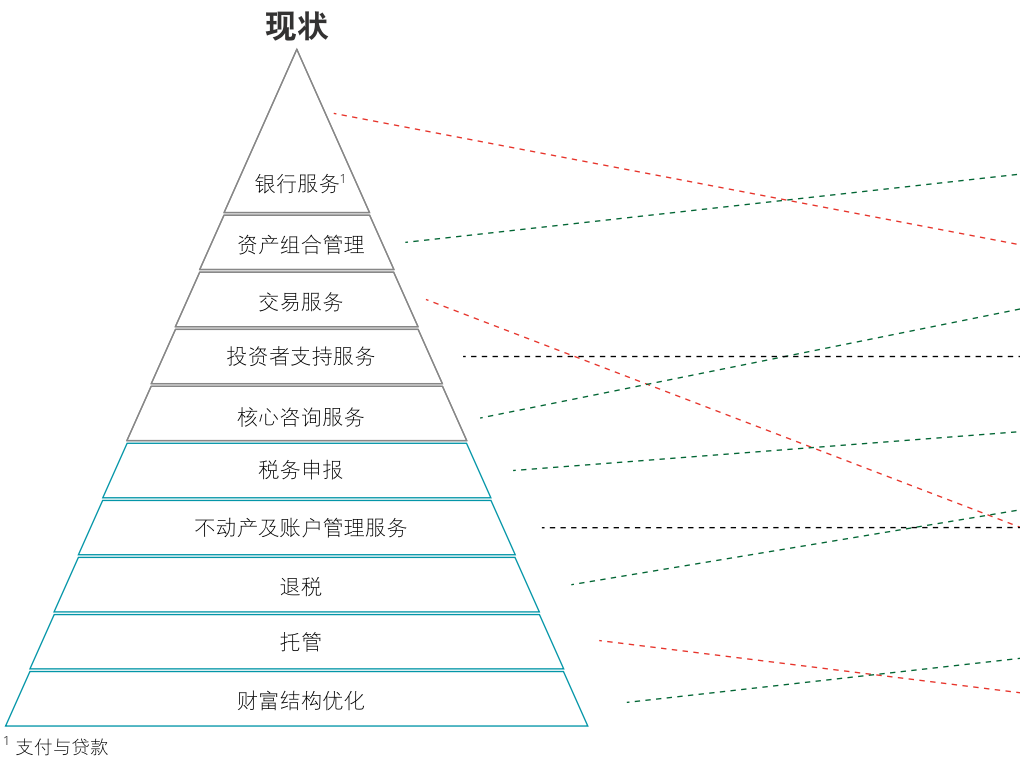 现状
银行服务¹
资产组合管理
交易服务
投资者支持服务
核心咨询服务
税务申报
不动产及账户管理服务
退税
托管
财富结构优化
¹ 支付与贷款